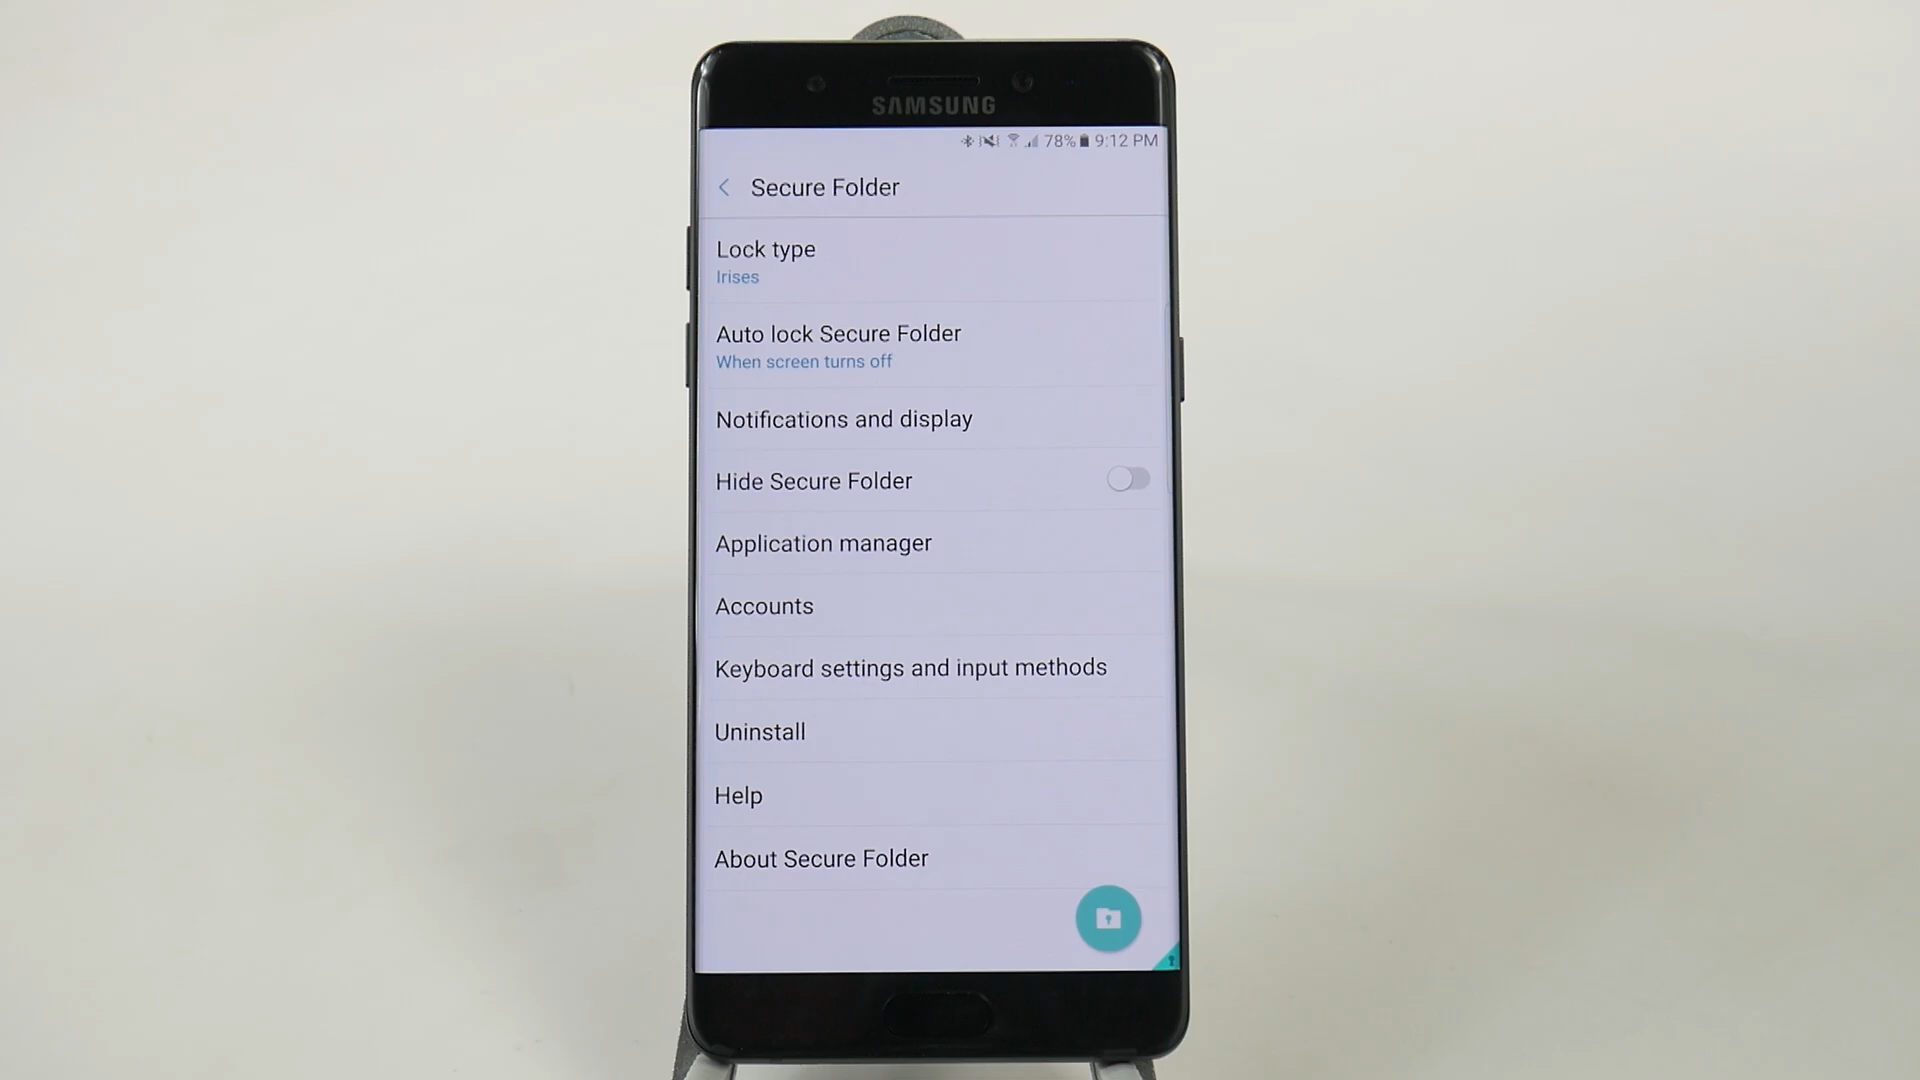 SAMSUNG
78% 9:12 PM
Secure Folder
Lock type
Irises
Auto lock Secure Folder
When screen turns off
Notifications and display
Hide Secure Folder
Application manager
Accounts
Keyboard settings and input methods
Uninstall
Help
About Secure Folder